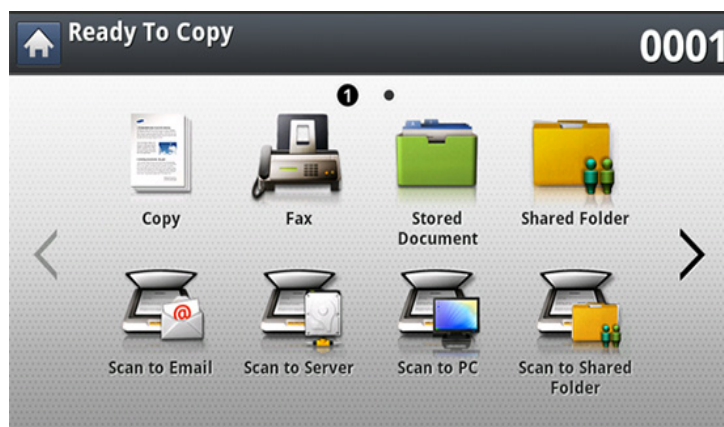 Ready To Copy
0001
1
Copy
Fax
Stored
Document
Shared Folder
@
Scan to Email
Scan to Server
Scan to PC
Scan to Shared
Folder